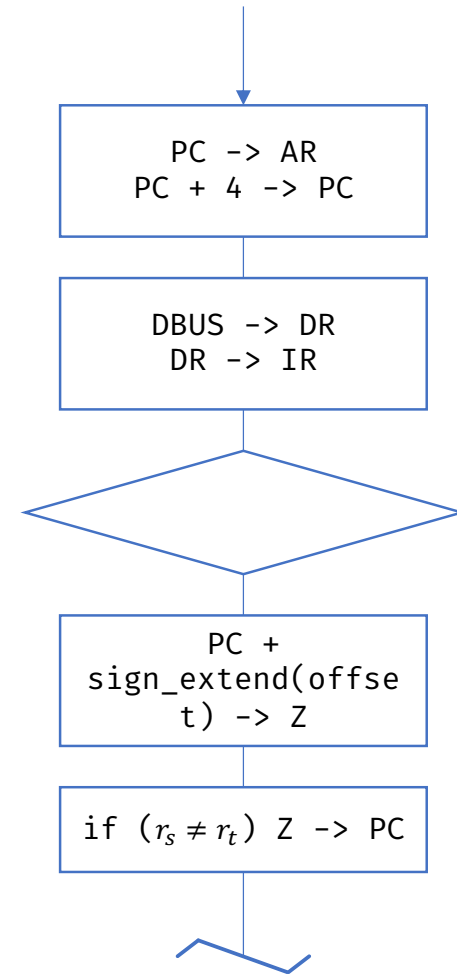 PC -> AR
PC + 4 -> PC
DBUS -> DR
DR -> IR
PC +
sign_extend(offse
t) -> Z
if (rₛ ≠ rₜ) Z -> PC